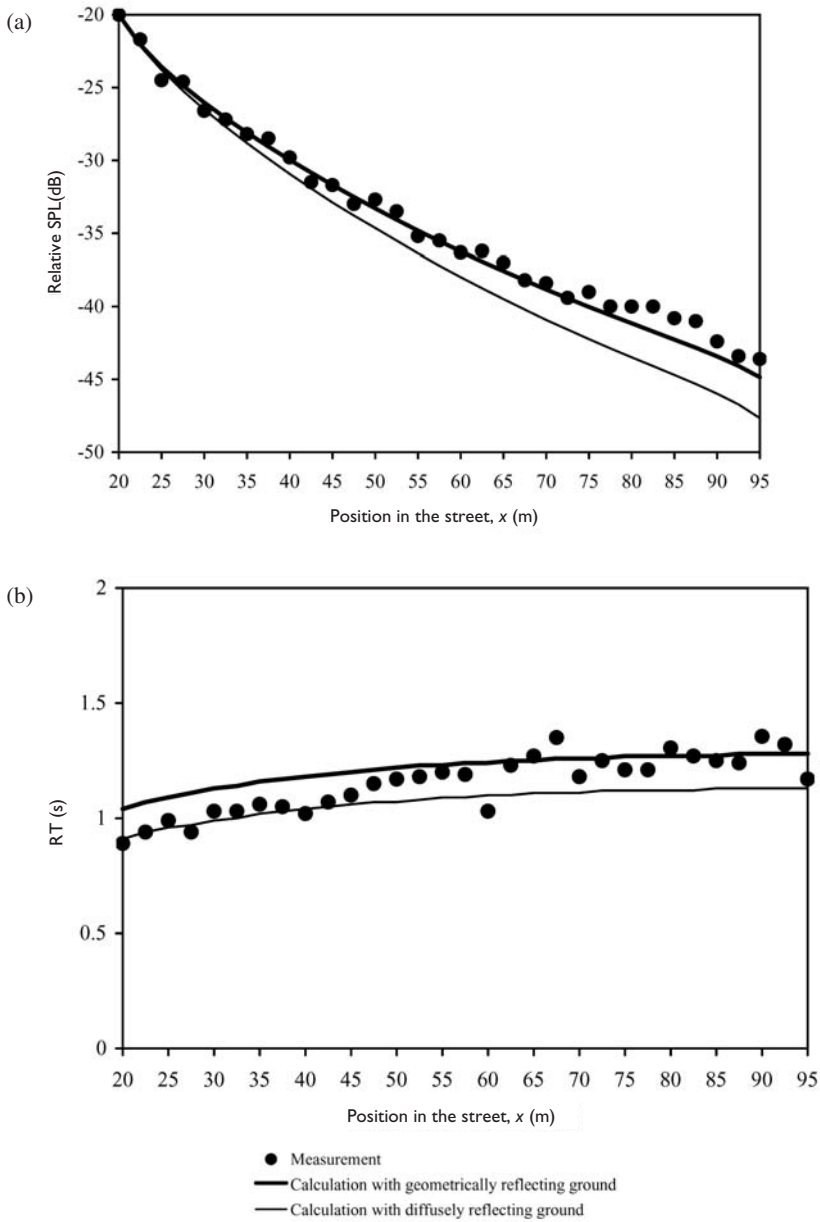 (a)
-20
-25
-30
-35
-40
-45
-50
Relative SPL(dB)
20 25 30 35 40 45 50 55 60 65 70 75 80 85 90 95
Position in the street, x (m)
(b)
2
1.5
1
0.5
0
RT (s)
20 25 30 35 40 45 50 55 60 65 70 75 80 85 90 95
Position in the street, x (m)
Measurement
Calculation with geometrically reflecting ground
Calculation with diffusely reflecting ground